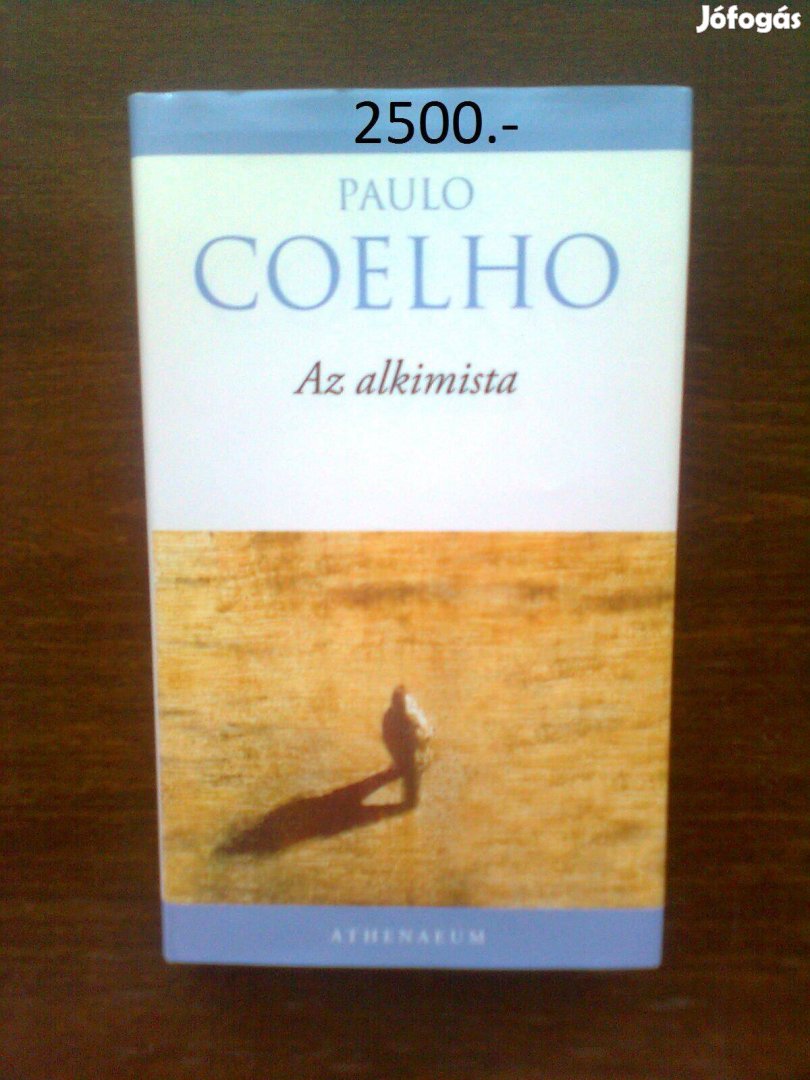 Jófogás
2500.-
PAULO
COELHO
Az alkimista
ATHENAEUM